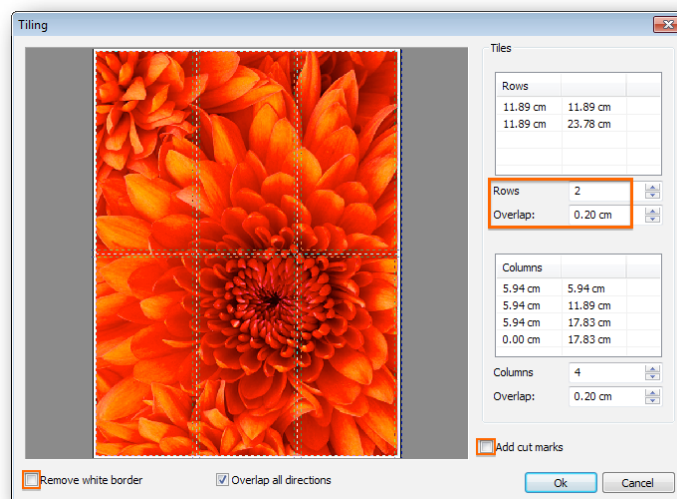 Tiling
Tiles
Rows
11.89 cm 11.89 cm
11.89 cm 23.78 cm
Rows 2
Overlap: 0.20 cm
Columns
5.94 cm 5.94 cm
5.94 cm 11.89 cm
5.94 cm 17.83 cm
0.00 cm 17.83 cm
Columns 4
Overlap: 0.20 cm
Add cut marks
Remove white border Overlap all directions Ok Cancel